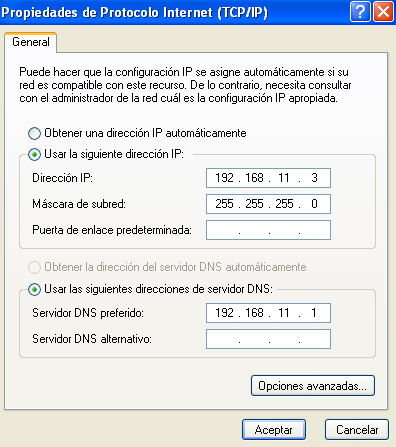 Propiedades de Protocolo Internet (TCP/IP)
General
Puede hacer que la configuración IP se asigne automáticamente si su
red es compatible con este recurso. De lo contrario, necesita consultar
con el administrador de la red cuál es la configuración IP apropiada.
Obtener una dirección IP automáticamente
Usar la siguiente dirección IP:
Dirección IP: 192 . 168 . 11 . 3
Máscara de subred: 255 . 255 . 255 . 0
Puerta de enlace predeterminada: . . .
Obtener la dirección del servidor DNS automáticamente
Usar las siguientes direcciones de servidor DNS:
Servidor DNS preferido: 192 . 168 . 11 . 1
Servidor DNS alternativo: . . .
Opciones avanzadas...
Aceptar Cancelar